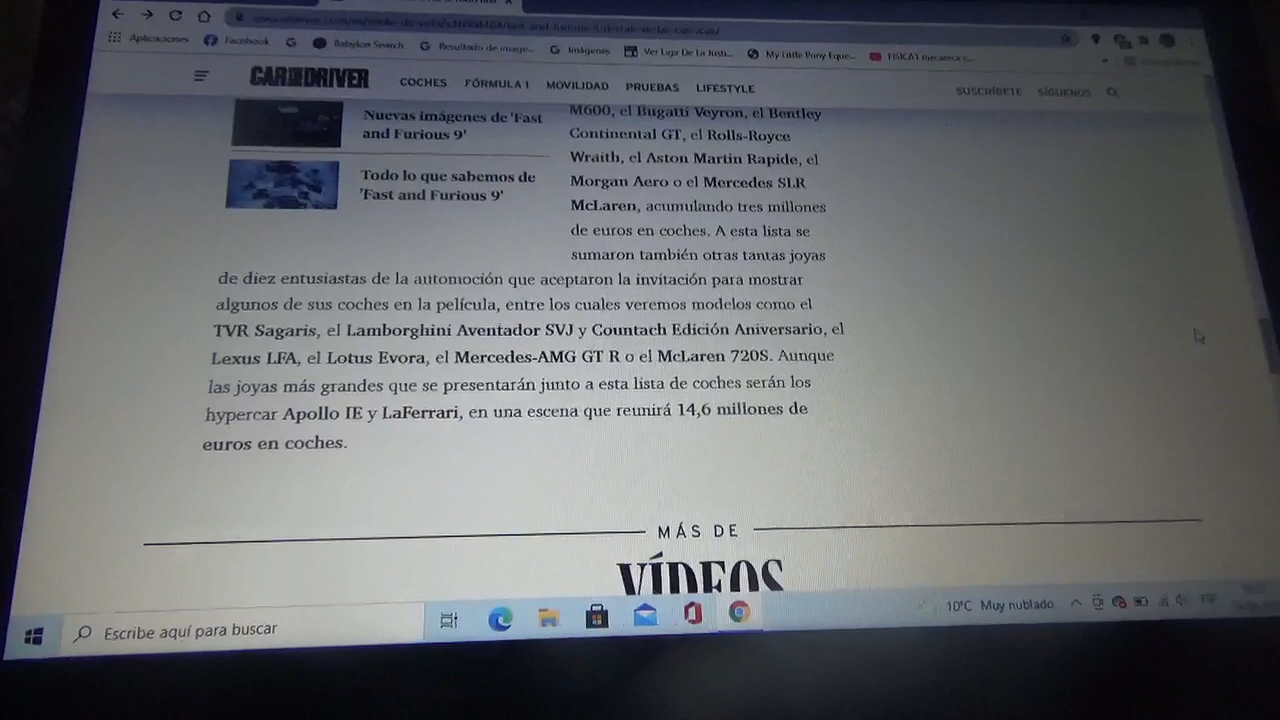 Aplicaciones Facebook G Babylon Search Resultado de image... Imágenes Ver Ligar De La Justi... My Little Pony Eque... FISICA1 mecateca c...
CAR AND DRIVER COCHES FÓRMULA 1 MOVILIDAD PRUEBAS LIFESTYLE SUSCRÍBETE SÍGUENOS
Nuevas imágenes de 'Fast
and Furious 9'
Todo lo que sabemos de
'Fast and Furious 9'
M600, el Bugatti Veyron, el Bentley
Continental GT, el Rolls-Royce
Wraith, el Aston Martin Rapide, el
Morgan Aero o el Mercedes SLR
McLaren, acumulando tres millones
de euros en coches. A esta lista se
sumaron también otras tantas joyas
de diez entusiastas de la automoción que aceptaron la invitación para mostrar
algunos de sus coches en la película, entre los cuales veremos modelos como el
TVR Sagaris, el Lamborghini Aventador SVJ y Countach Edición Aniversario, el
Lexus LFA, el Lotus Evora, el Mercedes-AMG GT R o el McLaren 720S. Aunque
las joyas más grandes que se presentarán junto a esta lista de coches serán los
hypercar Apollo IE y LaFerrari, en una escena que reunirá 14,6 millones de
euros en coches.
MÁS DE
VÍDEOS
Escribe aquí para buscar
10°C Muy nublado